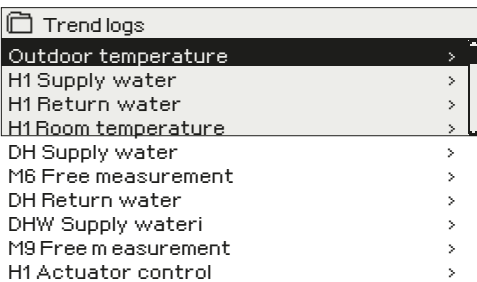 Trend logs
Outdoor temperature >
H1 Supply water >
H1 Return water >
H1 Room temperature >
DH Supply water >
M6 Free measurement >
DH Return water >
DHW Supply wateri >
M9 Free m easurement >
H1 Actuator control >